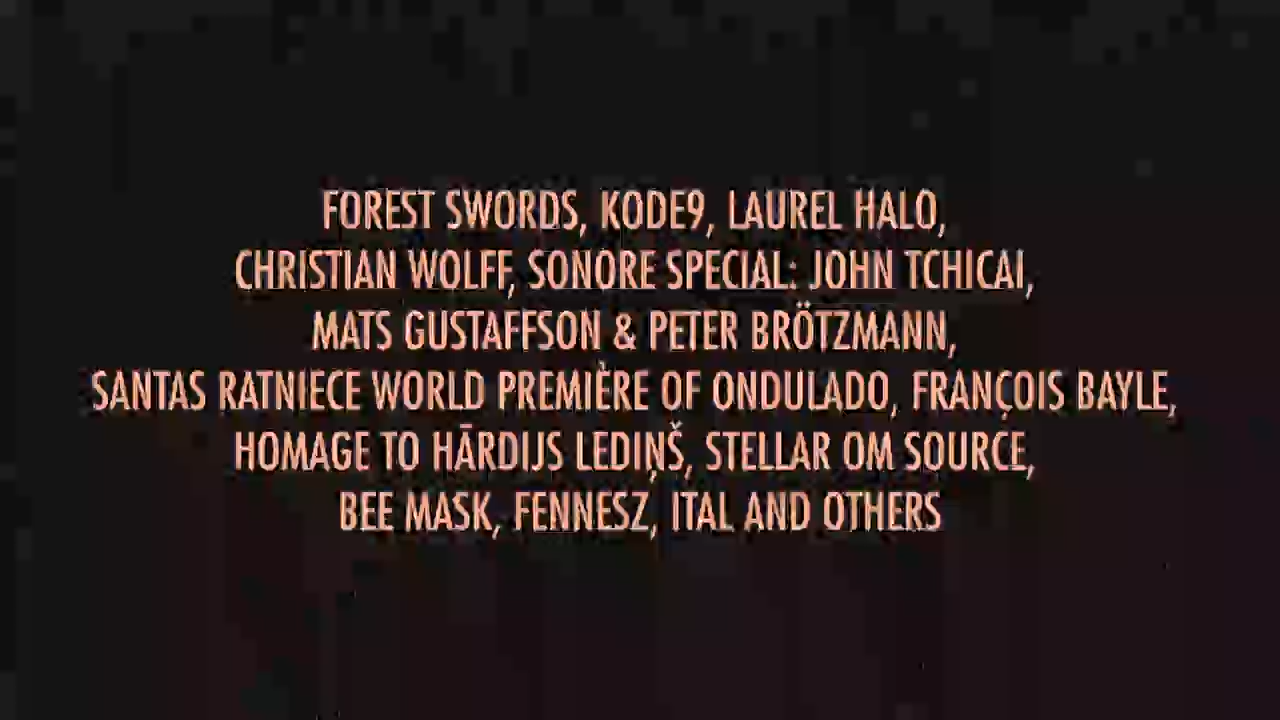 FOREST SWORDS, KODE9, LAUREL HALO,
CHRISTIAN WOLFF, SONORE SPECIAL: JOHN TCHICAI,
MATS GUSTAFFSON & PETER BRÖTZMANN,
SANTAS RATNIECE WORLD PREMIÈRE OF ONDULADO, FRANÇOIS BAYLE,
HOMAGE TO HĀRDIJS LEDIŅŠ, STELLAR OM SOURCE,
BEE MASK, FENNESZ, ITAL AND OTHERS